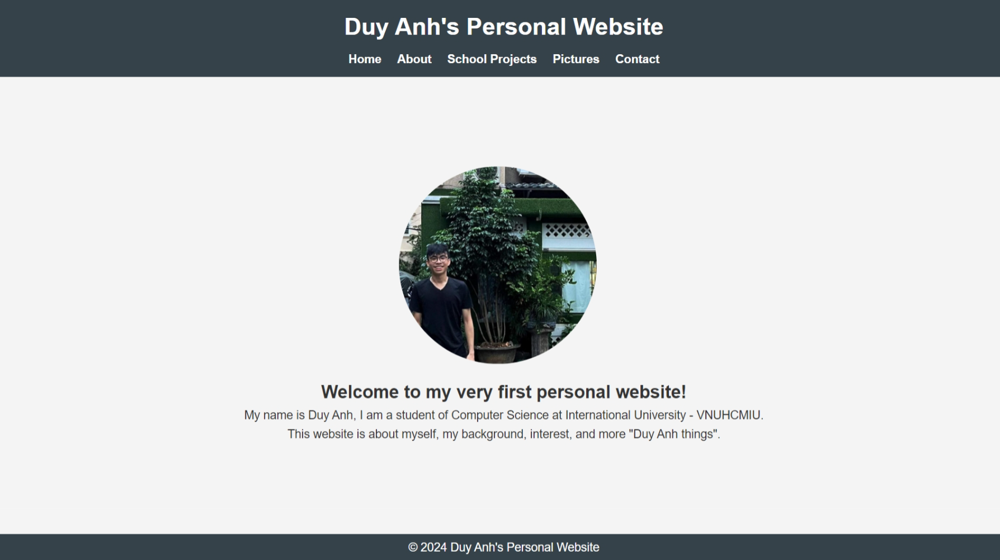 Duy Anh's Personal Website
Home About School Projects Pictures Contact
Welcome to my very first personal website!
My name is Duy Anh, I am a student of Computer Science at International University - VNUHCMIU.
This website is about myself, my background, interest, and more "Duy Anh things".
© 2024 Duy Anh's Personal Website